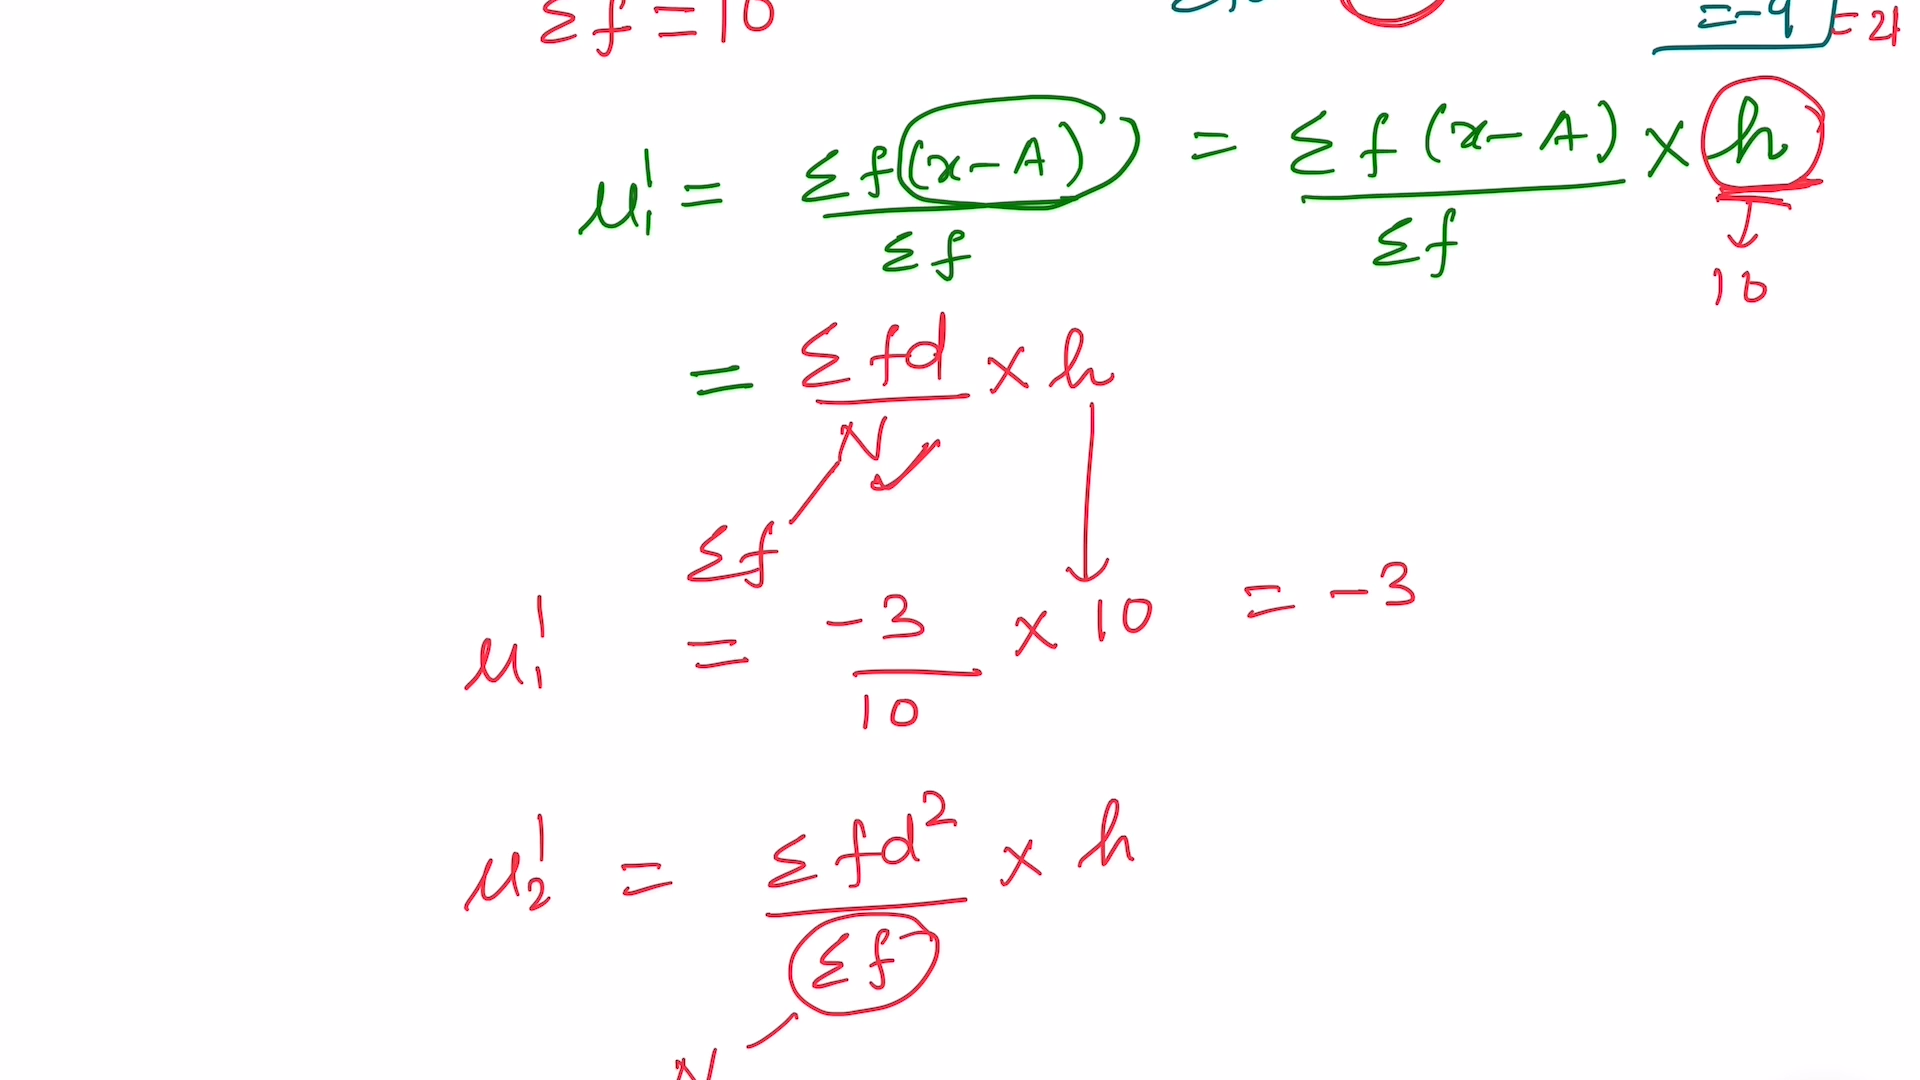 Σf = 10
= -9 = 21
μ₁' = Σf(x-A) / Σf = Σf(x-A) / Σf × h
↓
10
= Σfd / N × h
Σf
μ₁' = -3 / 10 × 10 = -3
μ₂' = Σfd² / Σf × h
N